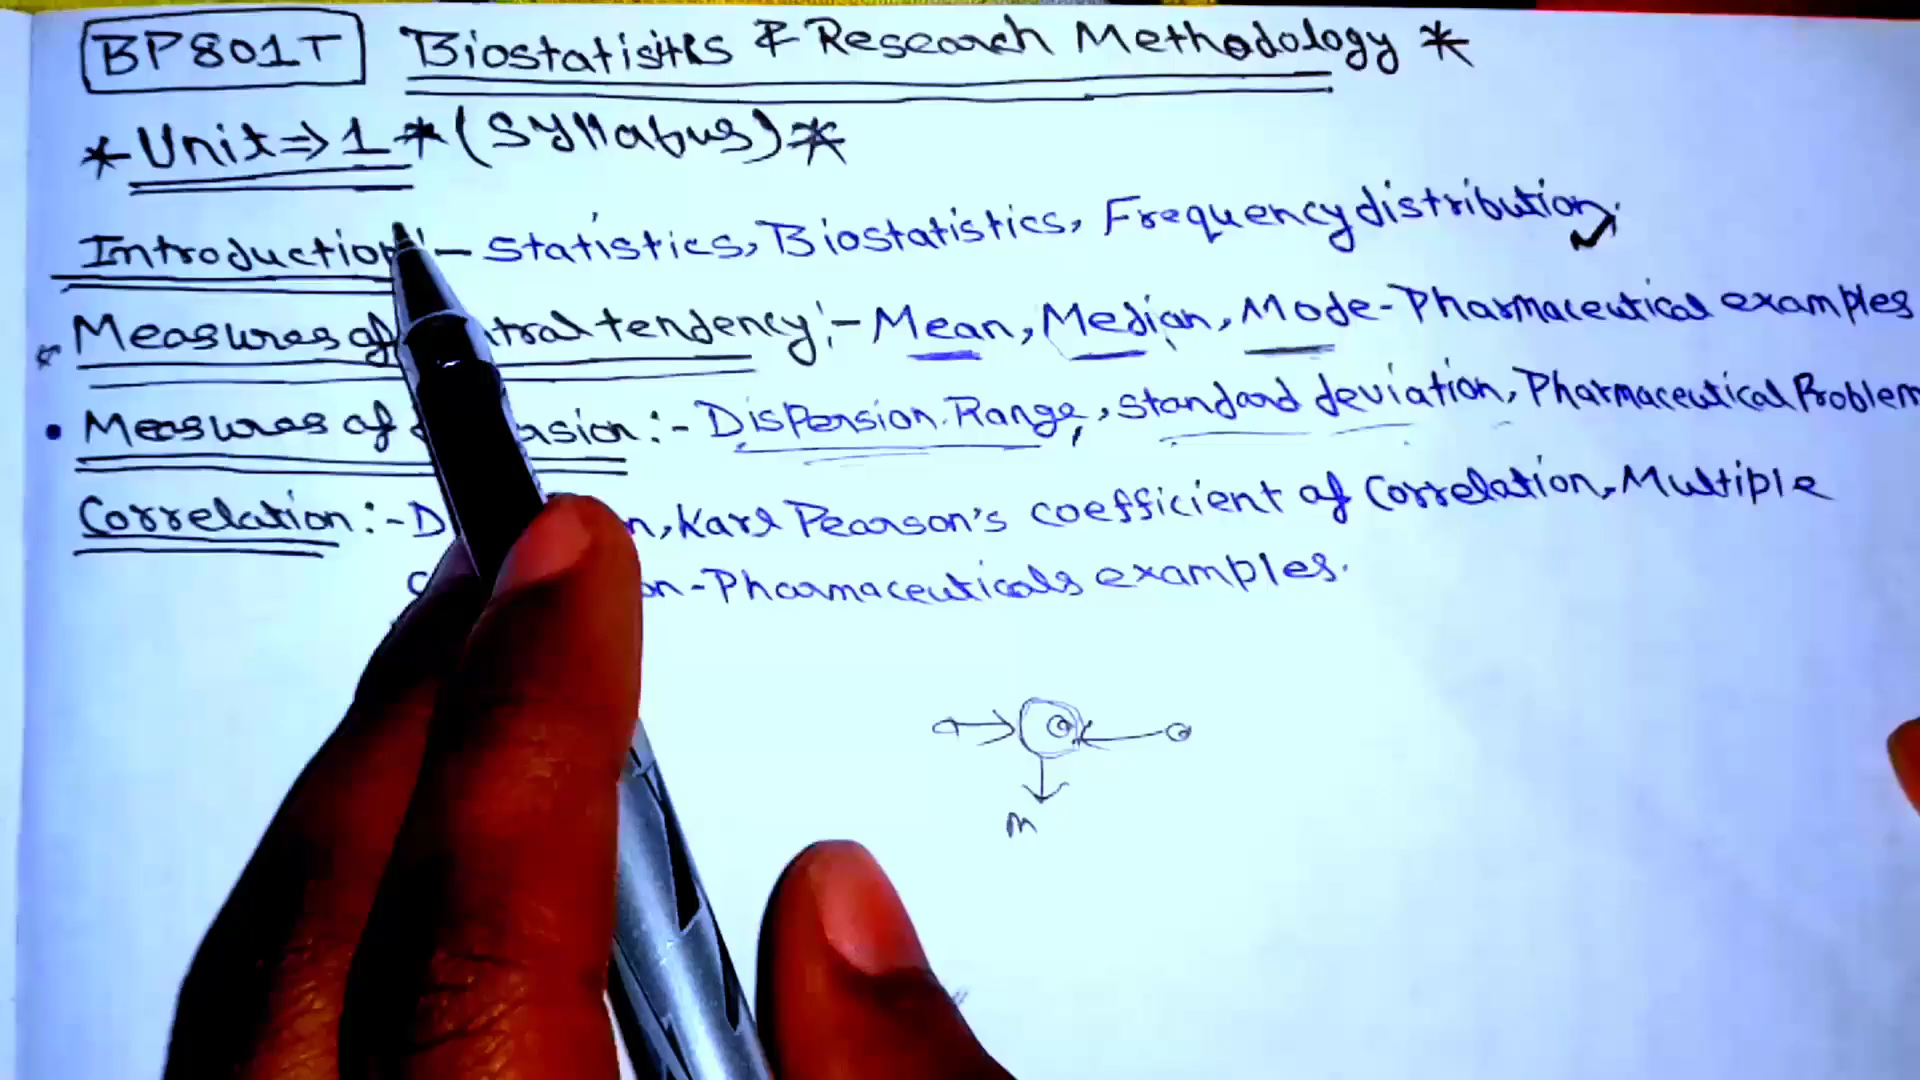 BP801T Biostatisitcs & Research Methodology *
* Unit ⇒ 1 * (Syllabus) *
Introduction :- Statistics, Biostatistics, Frequency distribution.
Measures of tendency :- Mean, Median, Mode - Pharmaceutical examples
• Measures of :- Dispersion. Range, Standard deviation, Pharmaceutical Problem
Correlation :- Karl Pearson's coefficient of Correlation, Multiple
- Pharmaceuticals examples.
m